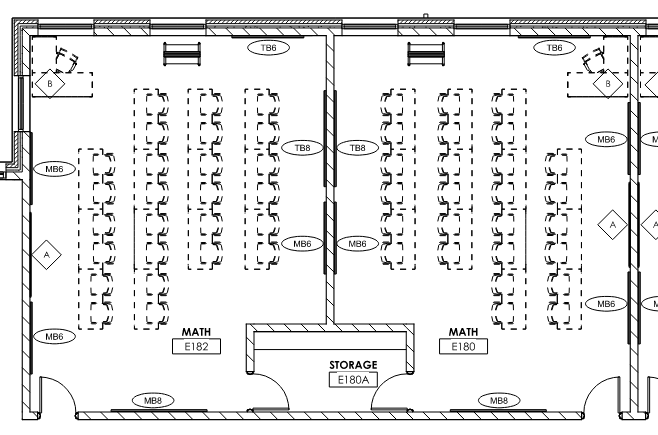 TB6
TB6
B
B
MB6
M
TB8
TB8
MB6
A
A
A
MB6
MB6
MB6
MB6
M
MATH
E182
MATH
E180
STORAGE
E180A
MB8
MB8